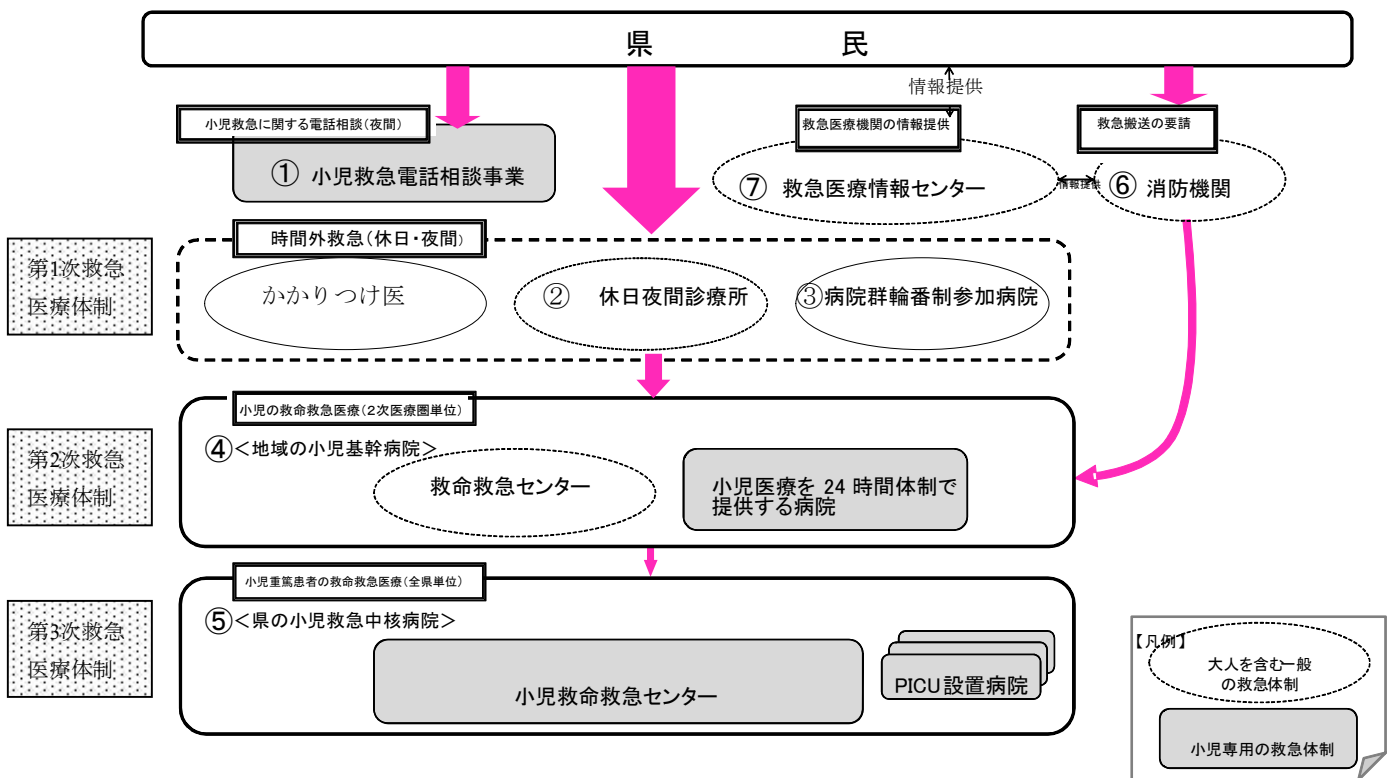 県 民
情報提供
小児救急に関する電話相談（夜間）
① 小児救急電話相談事業
救急医療機関の情報提供
⑦ 救急医療情報センター
情報提供
救急搬送の要請
⑥ 消防機関
第1次救急
医療体制
時間外救急（休日・夜間）
かかりつけ医
② 休日夜間診療所
③病院群輪番制参加病院
第2次救急
医療体制
小児の救命救急医療（２次医療圏単位）
④＜地域の小児基幹病院＞
救命救急センター
小児医療を 24 時間体制で
提供する病院
第3次救急
医療体制
小児重篤患者の救命救急医療（全県単位）
⑤＜県の小児救急中核病院＞
小児救命救急センター
PICU設置病院
【凡例】
大人を含む一般
の救急体制
小児専用の救急体制